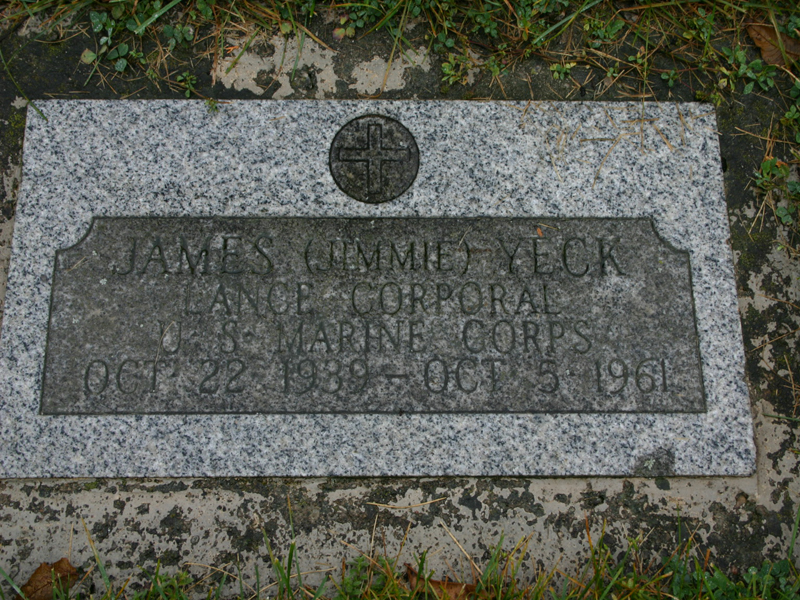 JAMES (JIMMIE) YECK
LANCE CORPORAL
U S MARINE CORPS
OCT 22 1939 – OCT 5 1961